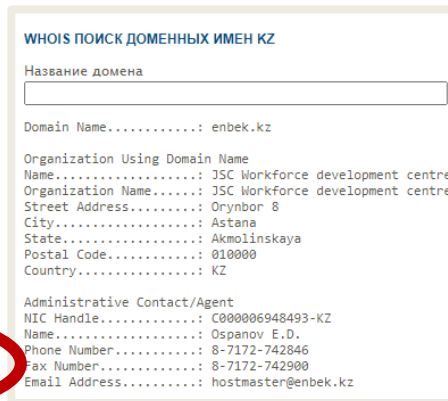 WHOIS ПОИСК ДОМЕННЫХ ИМЕН KZ
Название домена
Domain Name............: enbek.kz
Organization Using Domain Name
Name...................: JSC Workforce development centre
Organization Name......: JSC Workforce development centre
Street Address.........: Orynbor 8
City...................: Astana
State..................: Akmolinskaya
Postal Code............: 010000
Country................: KZ
Administrative Contact/Agent
NIC Handle.............: C000006948493-KZ
Name...................: Ospanov E.D.
Phone Number...........: 8-7172-742846
Fax Number.............: 8-7172-742900
Email Address..........: hostmaster@enbek.kz